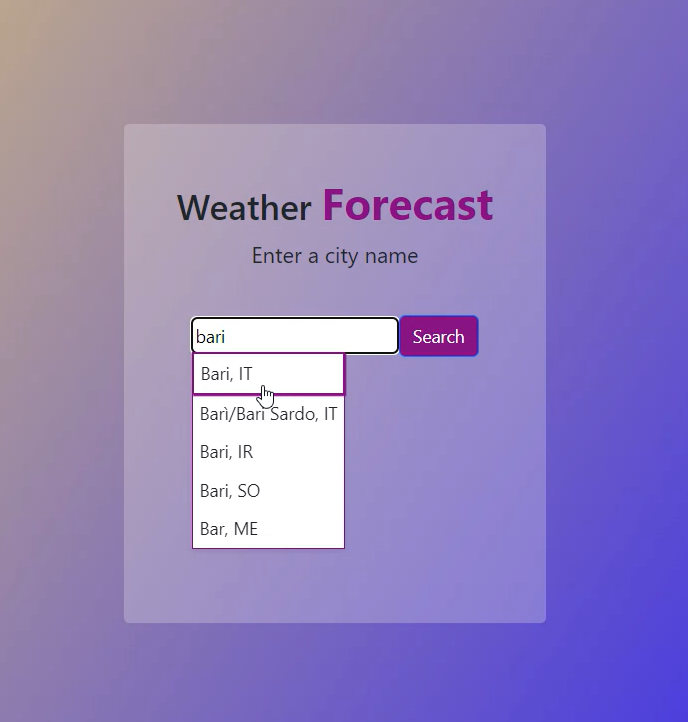 Weather Forecast
Enter a city name
bari
Search
Bari, IT
Barì/Bari Sardo, IT
Bari, IR
Bari, SO
Bar, ME